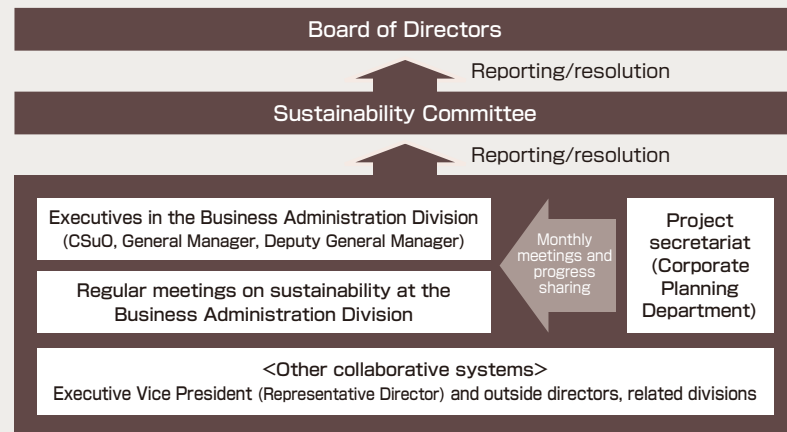 Board of Directors
Reporting/resolution
Sustainability Committee
Reporting/resolution
Executives in the Business Administration Division
(CSuO, General Manager, Deputy General Manager)
Regular meetings on sustainability at the
Business Administration Division
Monthly
meetings and
progress
sharing
Project
secretariat
(Corporate
Planning
Department)
<Other collaborative systems>
Executive Vice President (Representative Director) and outside directors, related divisions